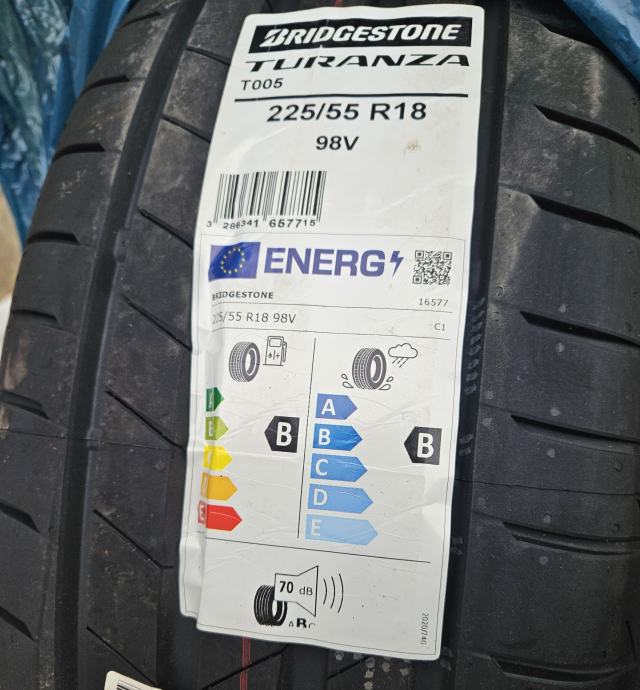 BRIDGESTONE
TURANZA
T005
225/55 R18
98V
3 286341 657715
ENERG
BRIDGESTONE
16577
225/55 R18 98V
C1
A
B
B
E
A
B
C
D
E
B
70 dB
ABC
2020/740